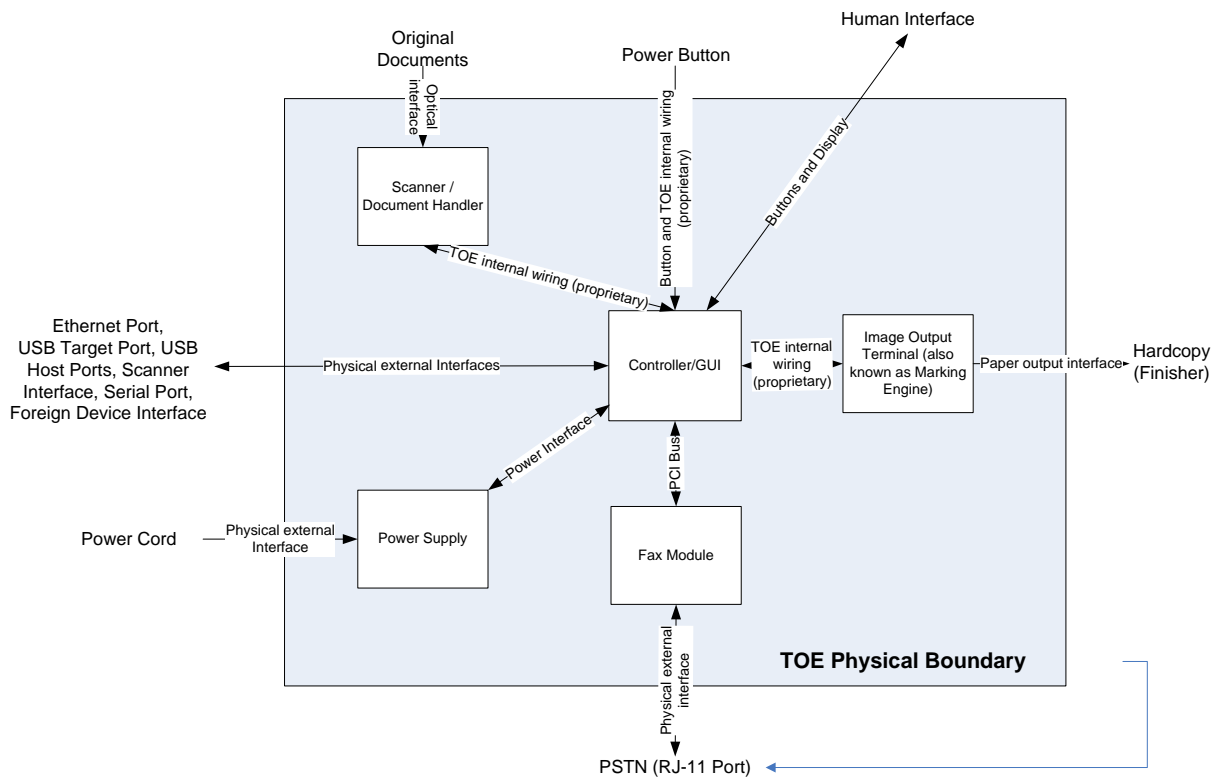 Human Interface
Original
Documents
Power Button
Optical
interface
Button and TOE internal wiring
(proprietary)
Buttons and Display
Scanner /
Document Handler
TOE internal wiring (proprietary)
Ethernet Port,
USB Target Port, USB
Host Ports, Scanner
Interface, Serial Port,
Foreign Device Interface
Physical external Interfaces
Controller/GUI
TOE internal
wiring
(proprietary)
Image Output
Terminal (also
known as Marking
Engine)
Paper output interface
Hardcopy
(Finisher)
Power Interface
PCI Bus
Power Cord
Physical external
Interface
Power Supply
Fax Module
Physical external
interface
TOE Physical Boundary
PSTN (RJ-11 Port)